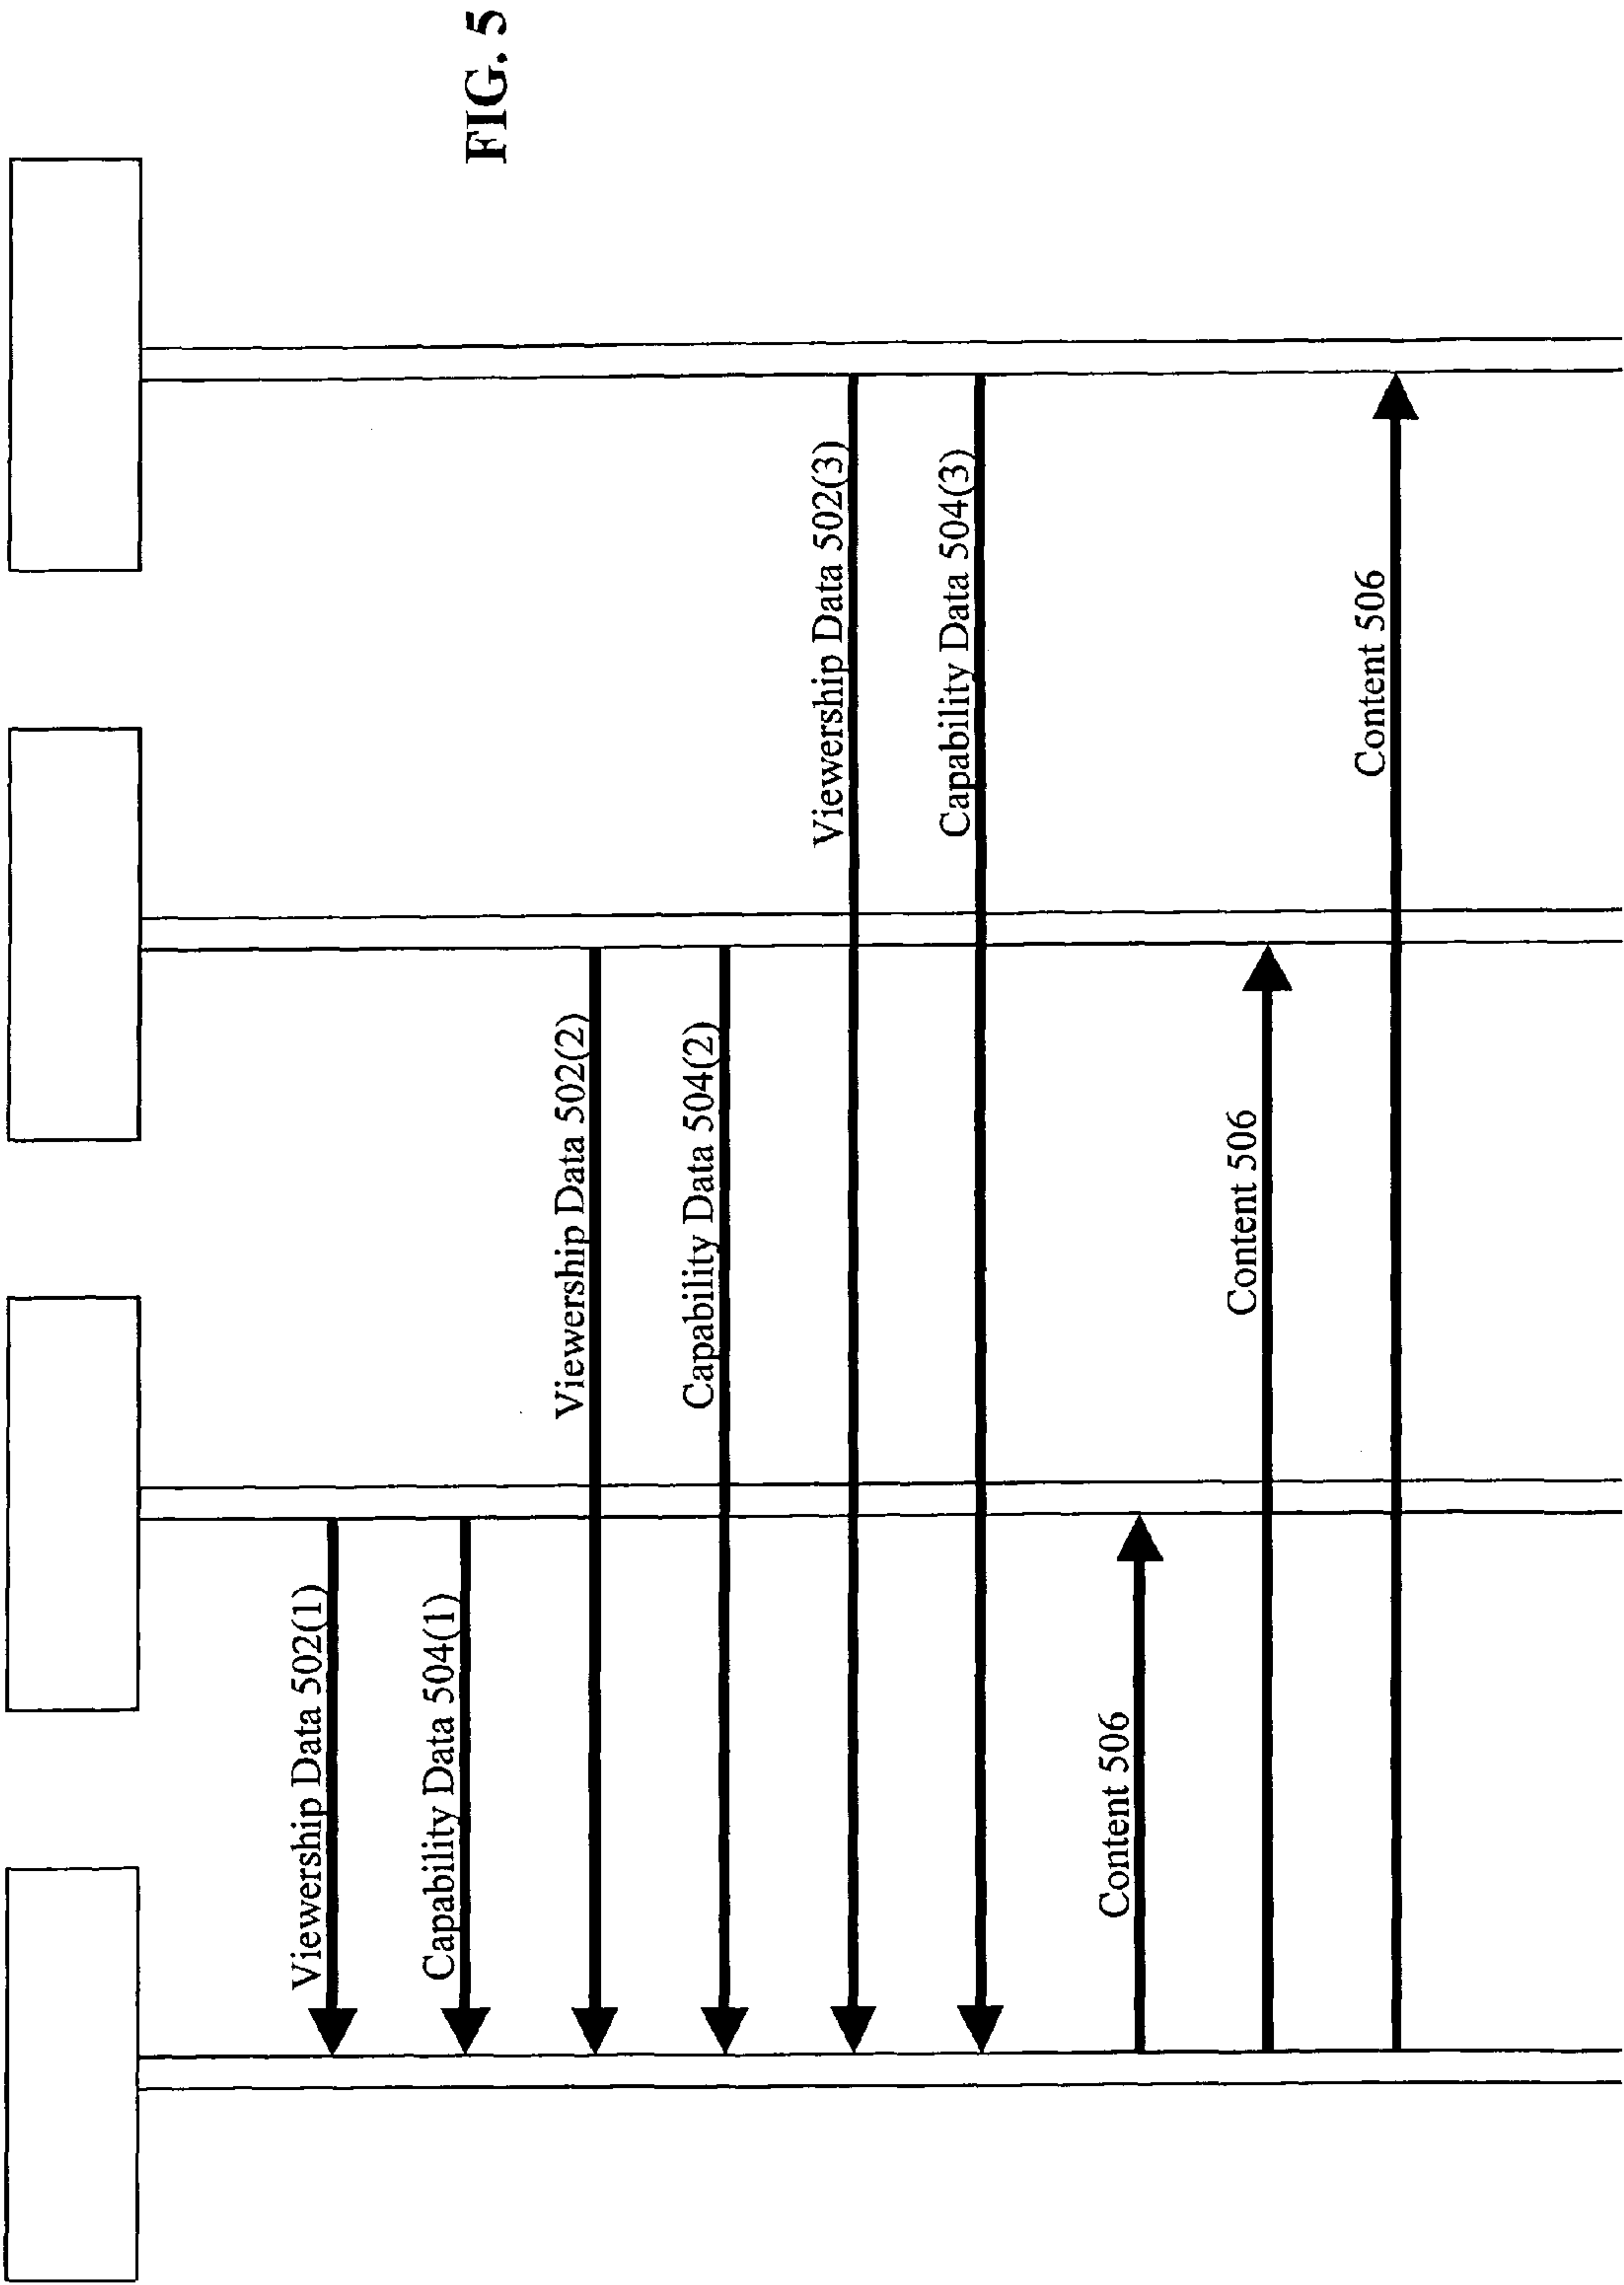 Viewership Data 502(1)
Capability Data 504(1)
Viewership Data 502(2)
Capability Data 504(2)
Viewership Data 502(3)
Capability Data 504(3)
Content 506
Content 506
Content 506
FIG. 5